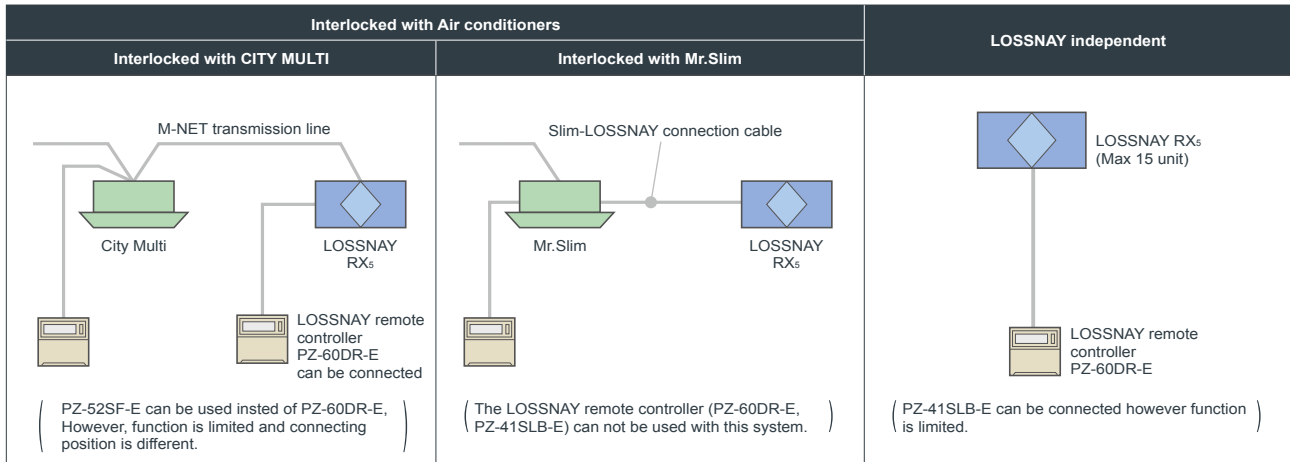 Interlocked with Air conditioners
LOSSNAY independent
Interlocked with CITY MULTI
Interlocked with Mr.Slim
M-NET transmission line
City Multi
LOSSNAY
RX₅
LOSSNAY remote
controller
PZ-60DR-E
can be connected
( PZ-52SF-E can be used insted of PZ-60DR-E,
However, function is limited and connecting
position is different. )
Slim-LOSSNAY connection cable
Mr.Slim
LOSSNAY
RX₅
( The LOSSNAY remote controller (PZ-60DR-E,
PZ-41SLB-E) can not be used with this system. )
LOSSNAY RX₅
(Max 15 unit)
LOSSNAY remote
controller
PZ-60DR-E
( PZ-41SLB-E can be connected however function
is limited. )